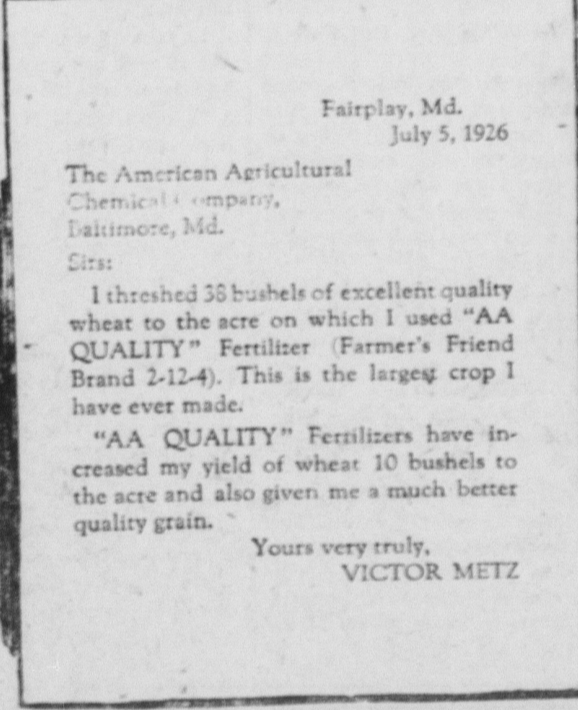 Fairplay, Md.
July 5, 1926
The American Agricultural
Chemical Company,
Baltimore, Md.
Sirs:
I threshed 38 bushels of excellent quality
wheat to the acre on which I used “AA
QUALITY” Fertilizer (Farmer's Friend
Brand 2-12-4). This is the largest crop I
have ever made.
“AA QUALITY” Fertilizers have in-
creased my yield of wheat 10 bushels to
the acre and also given me a much better
quality grain.
Yours very truly,
VICTOR METZ